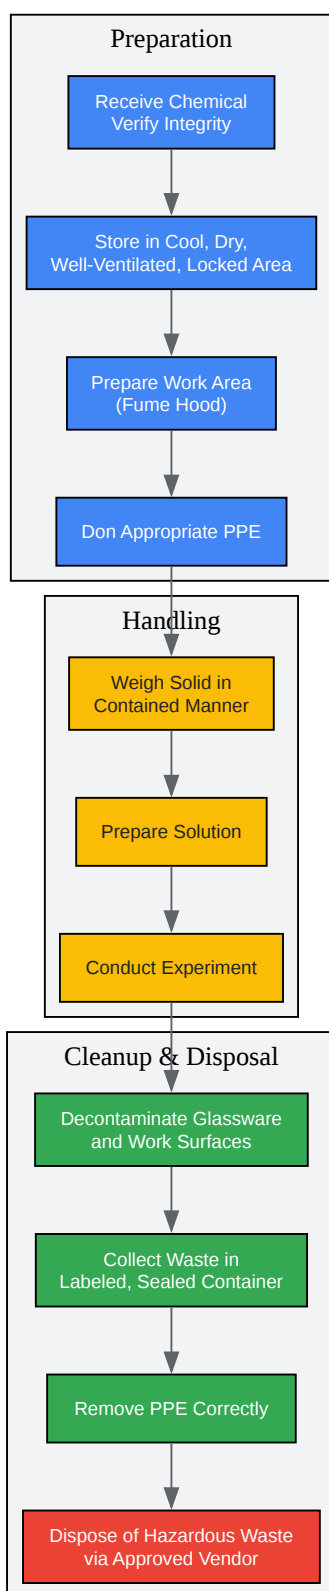 Preparation
Receive Chemical
Verify Integrity
Store in Cool, Dry,
Well-Ventilated, Locked Area
Prepare Work Area
(Fume Hood)
Don Appropriate PPE
Handling
Weigh Solid in
Contained Manner
Prepare Solution
Conduct Experiment
Cleanup & Disposal
Decontaminate Glassware
and Work Surfaces
Collect Waste in
Labeled, Sealed Container
Remove PPE Correctly
Dispose of Hazardous Waste
via Approved Vendor